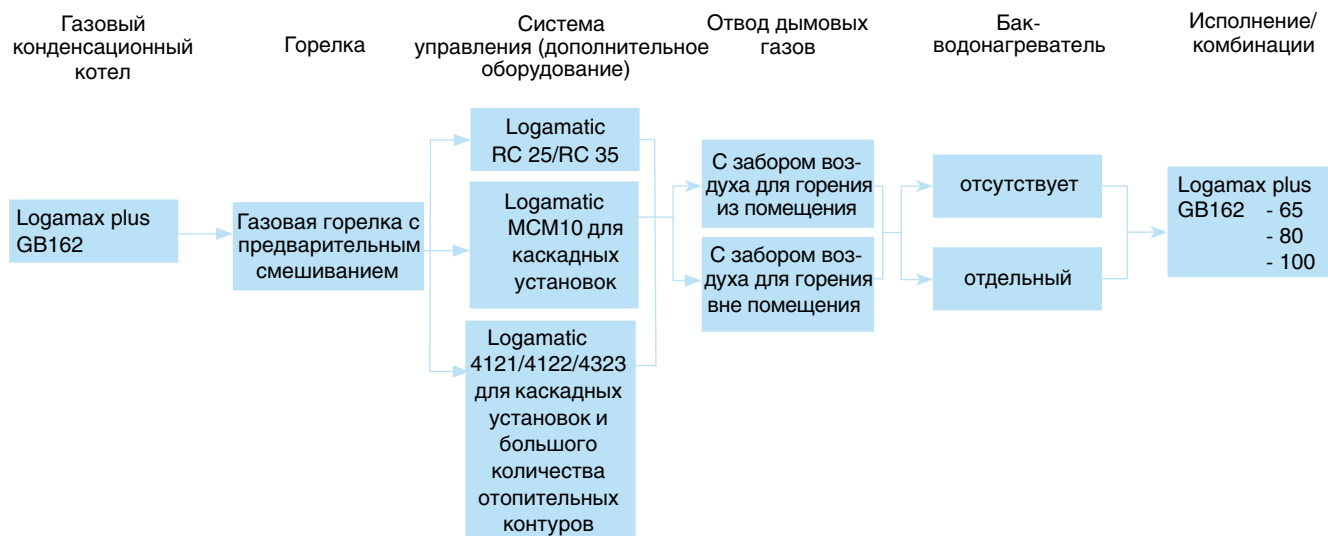 Газовый
конденсационный
котел
Горелка
Система
управления (дополнительное
оборудование)
Отвод дымовых
газов
Бак-
водонагреватель
Исполнение/
комбинации
Logamax plus
GB162
Газовая горелка с
предварительным
смешиванием
Logamatic
RC 25/RC 35
Logamatic
MCM10 для
каскадных
установок
Logamatic
4121/4122/4323
для каскадных
установок и
большого
количества
отопительных
контуров
С забором воз-
духа для горения
из помещения
С забором воз-
духа для горения
вне помещения
отсутствует
отдельный
Logamax plus
GB162 - 65
- 80
- 100